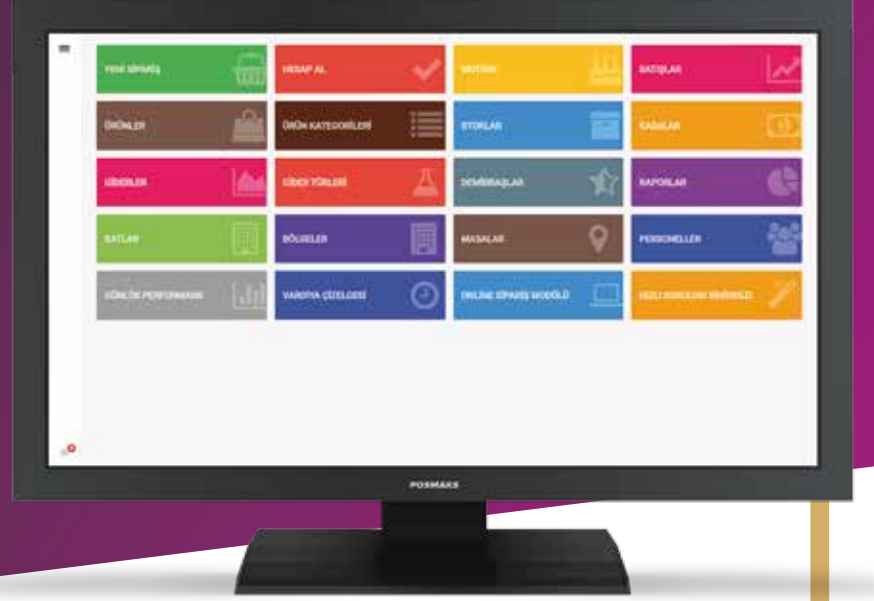 YENİ SİPARİŞ
HESAP AL
MUTFAK
SATIŞLAR
ÜRÜNLER
ÜRÜN KATEGORİLERİ
STOKLAR
KASALAR
GİDERLER
GİDER TÜRLERİ
DEMİRBAŞLAR
RAPORLAR
KATLAR
BÖLGELER
MASALAR
PERSONELLER
GÜNLÜK PERFORMANS
VARDİYA ÇİZELGESİ
ONLINE SİPARİŞ MODÜLÜ
HIZLI KURULUM SİHİRBAZI
POSMAKS